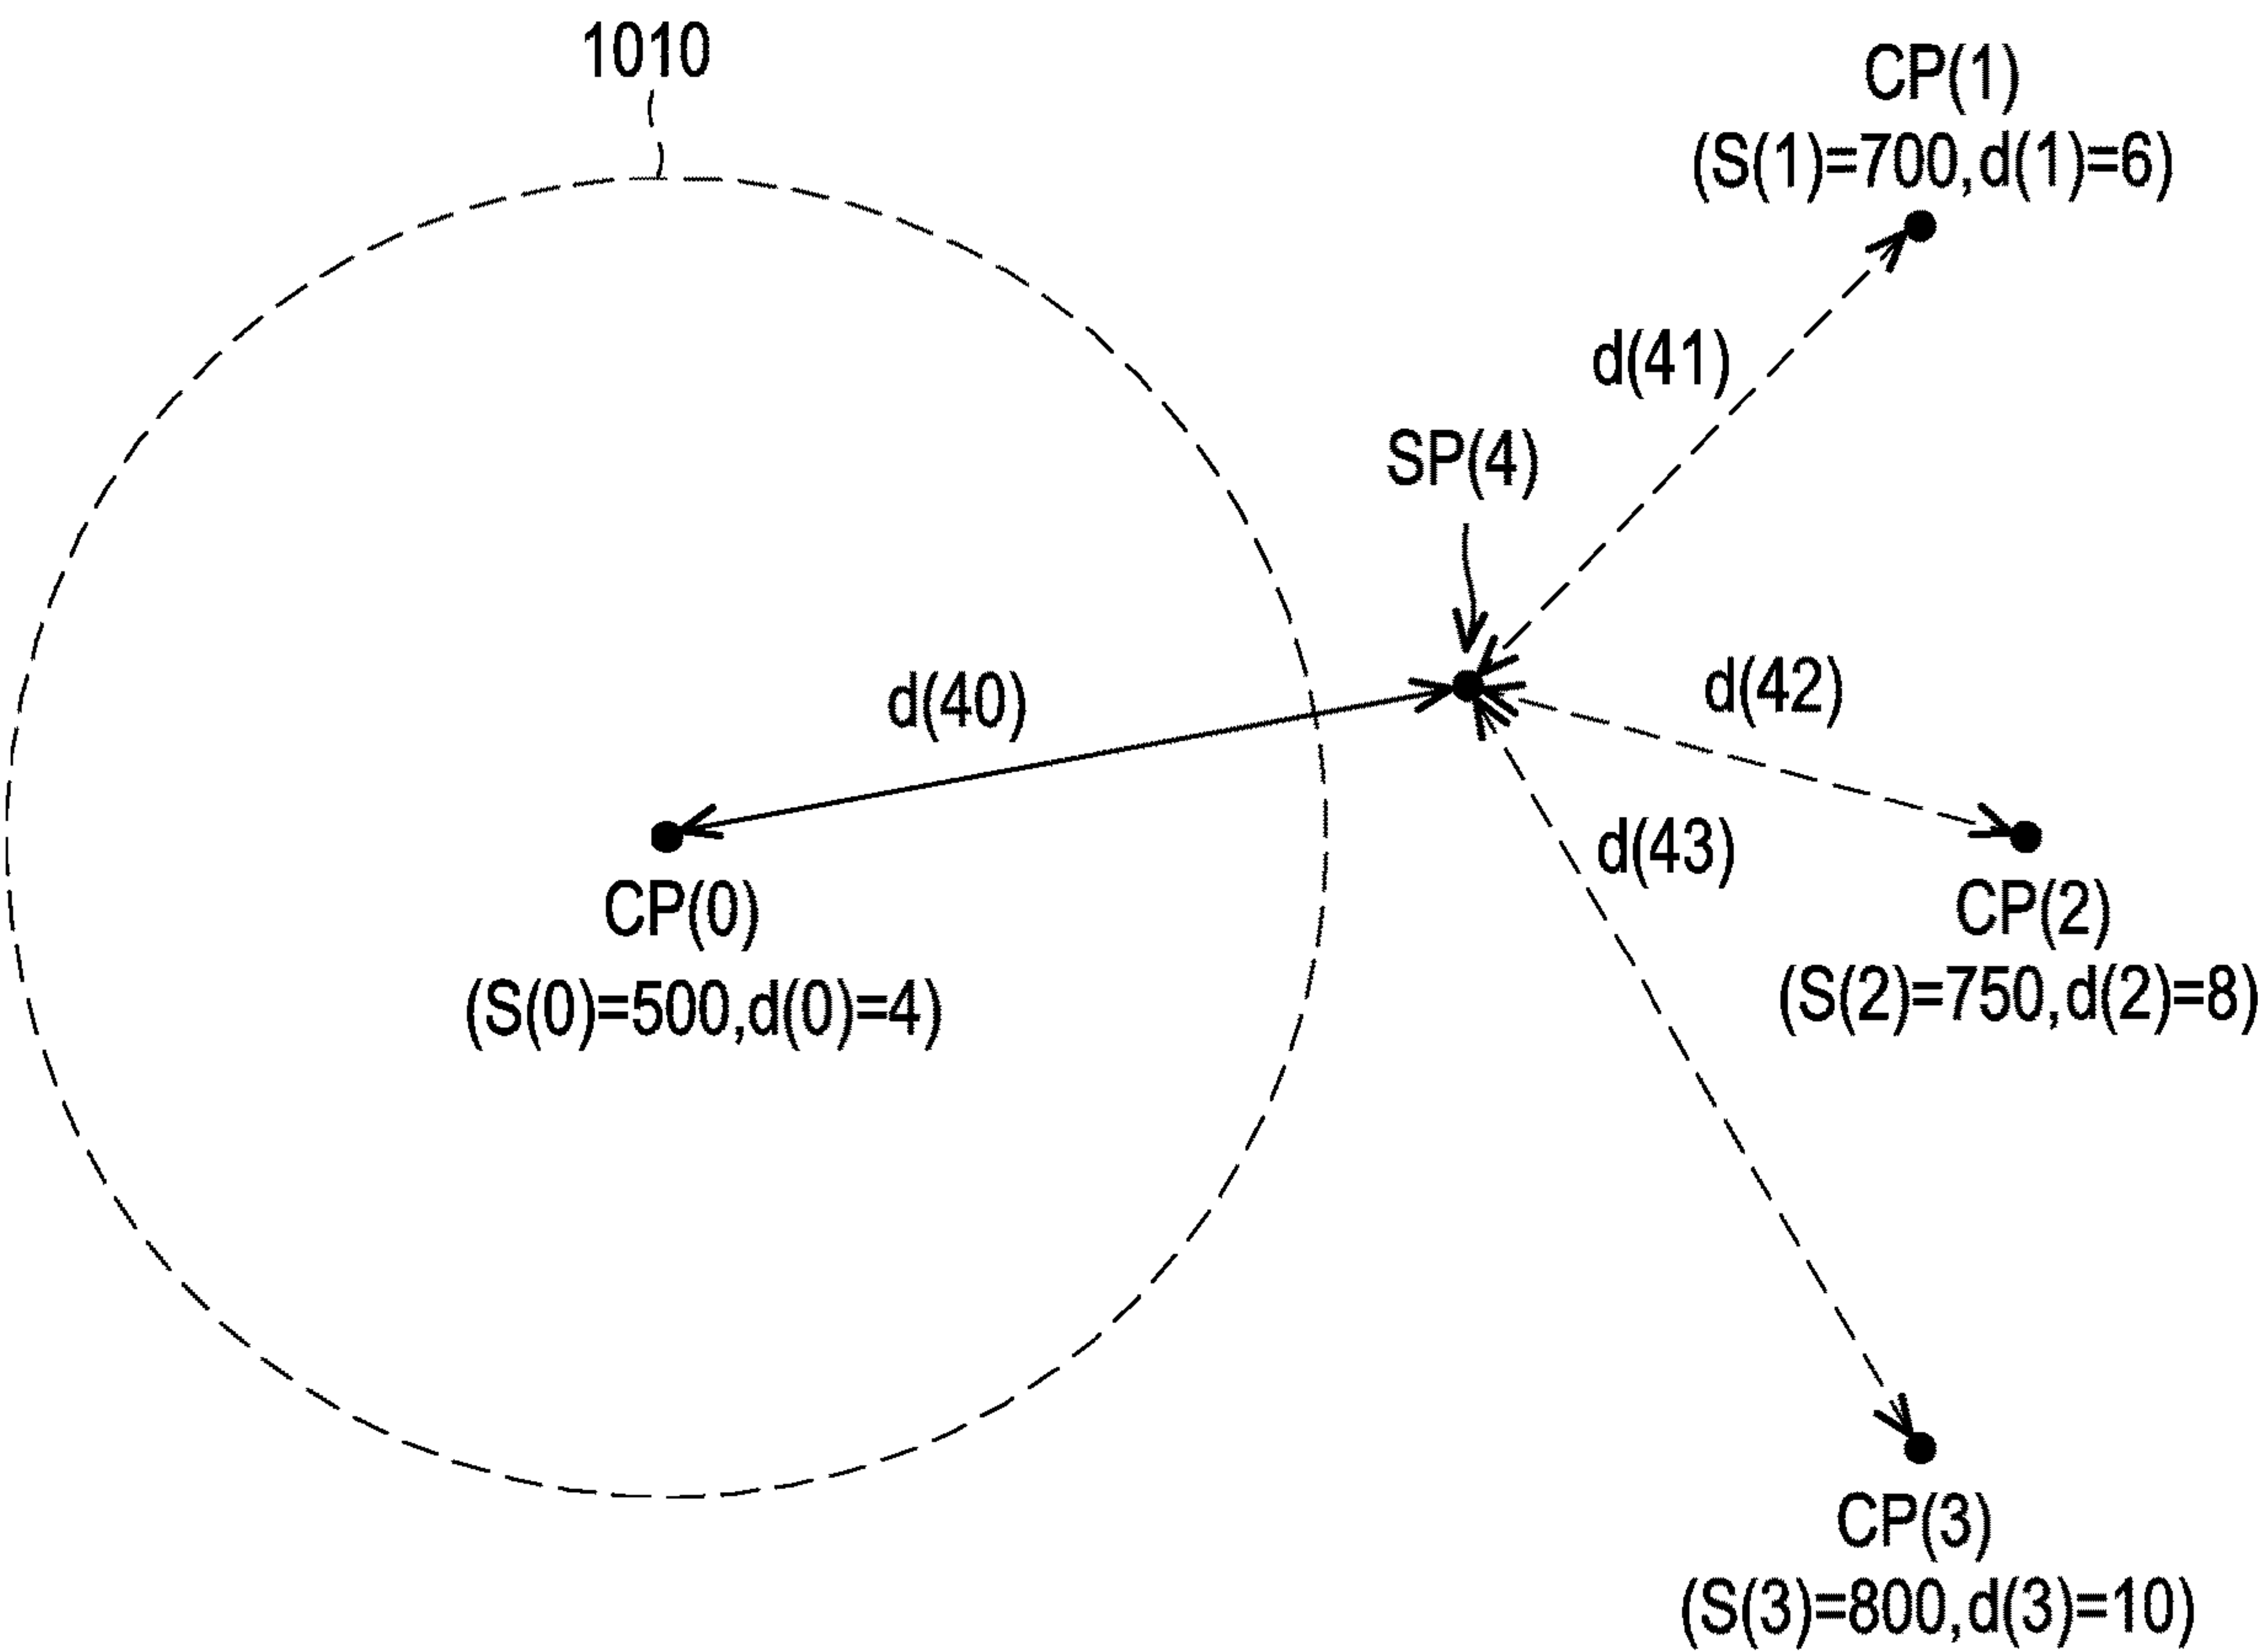 1010
CP(1)
(S(1)=700,d(1)=6)
d(41)
SP(4)
d(40)
d(42)
d(43)
CP(0)
(S(0)=500,d(0)=4)
CP(2)
(S(2)=750,d(2)=8)
CP(3)
(S(3)=800,d(3)=10)